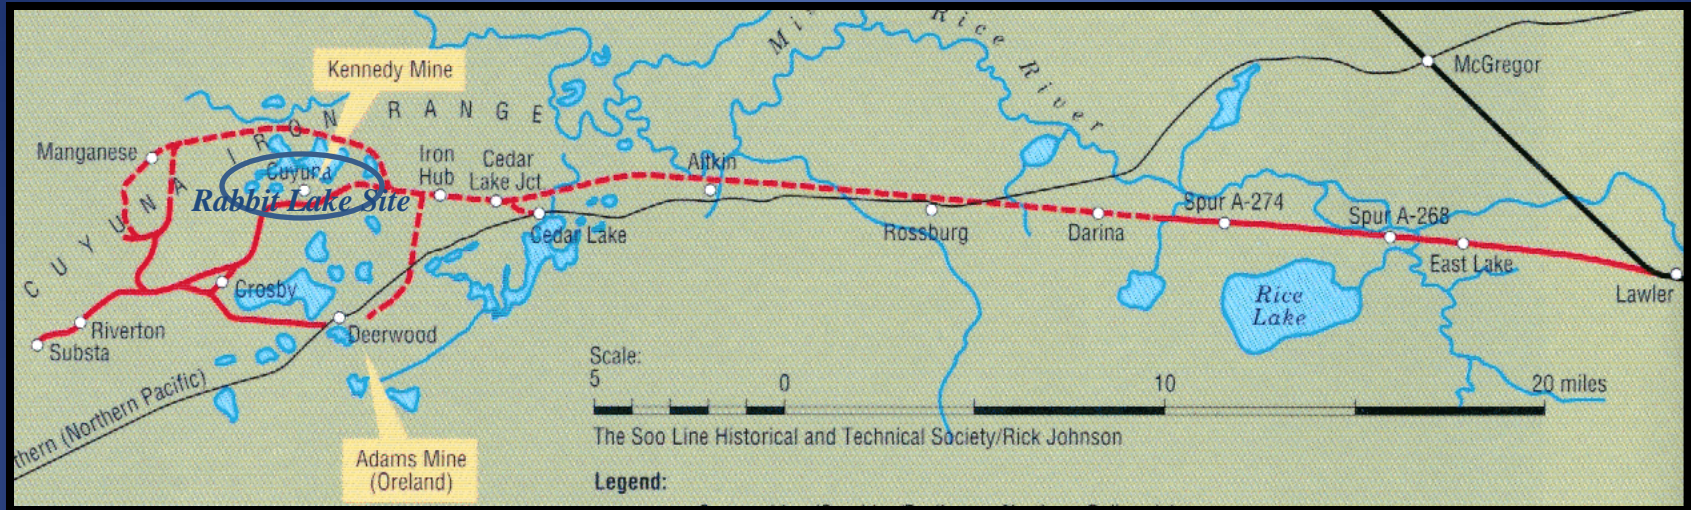 Mi
Rice
River
McGregor
Kennedy Mine
CUYUNA IRON RANGE
Manganese
Iron
Hub
Cedar
Lake Jct
Aitkin
Cuyuna
Rabbit Lake Site
Cedar Lake
Rossburg
Darina
Spur A-274
Spur A-268
East Lake
Lawler
Crosby
Rice
Lake
Riverton
Substa
Deerwood
thern (Northern Pacific)
Adams Mine
(Oreland)
Scale:
5 0 10 20 miles
The Soo Line Historical and Technical Society/Rick Johnson
Legend: